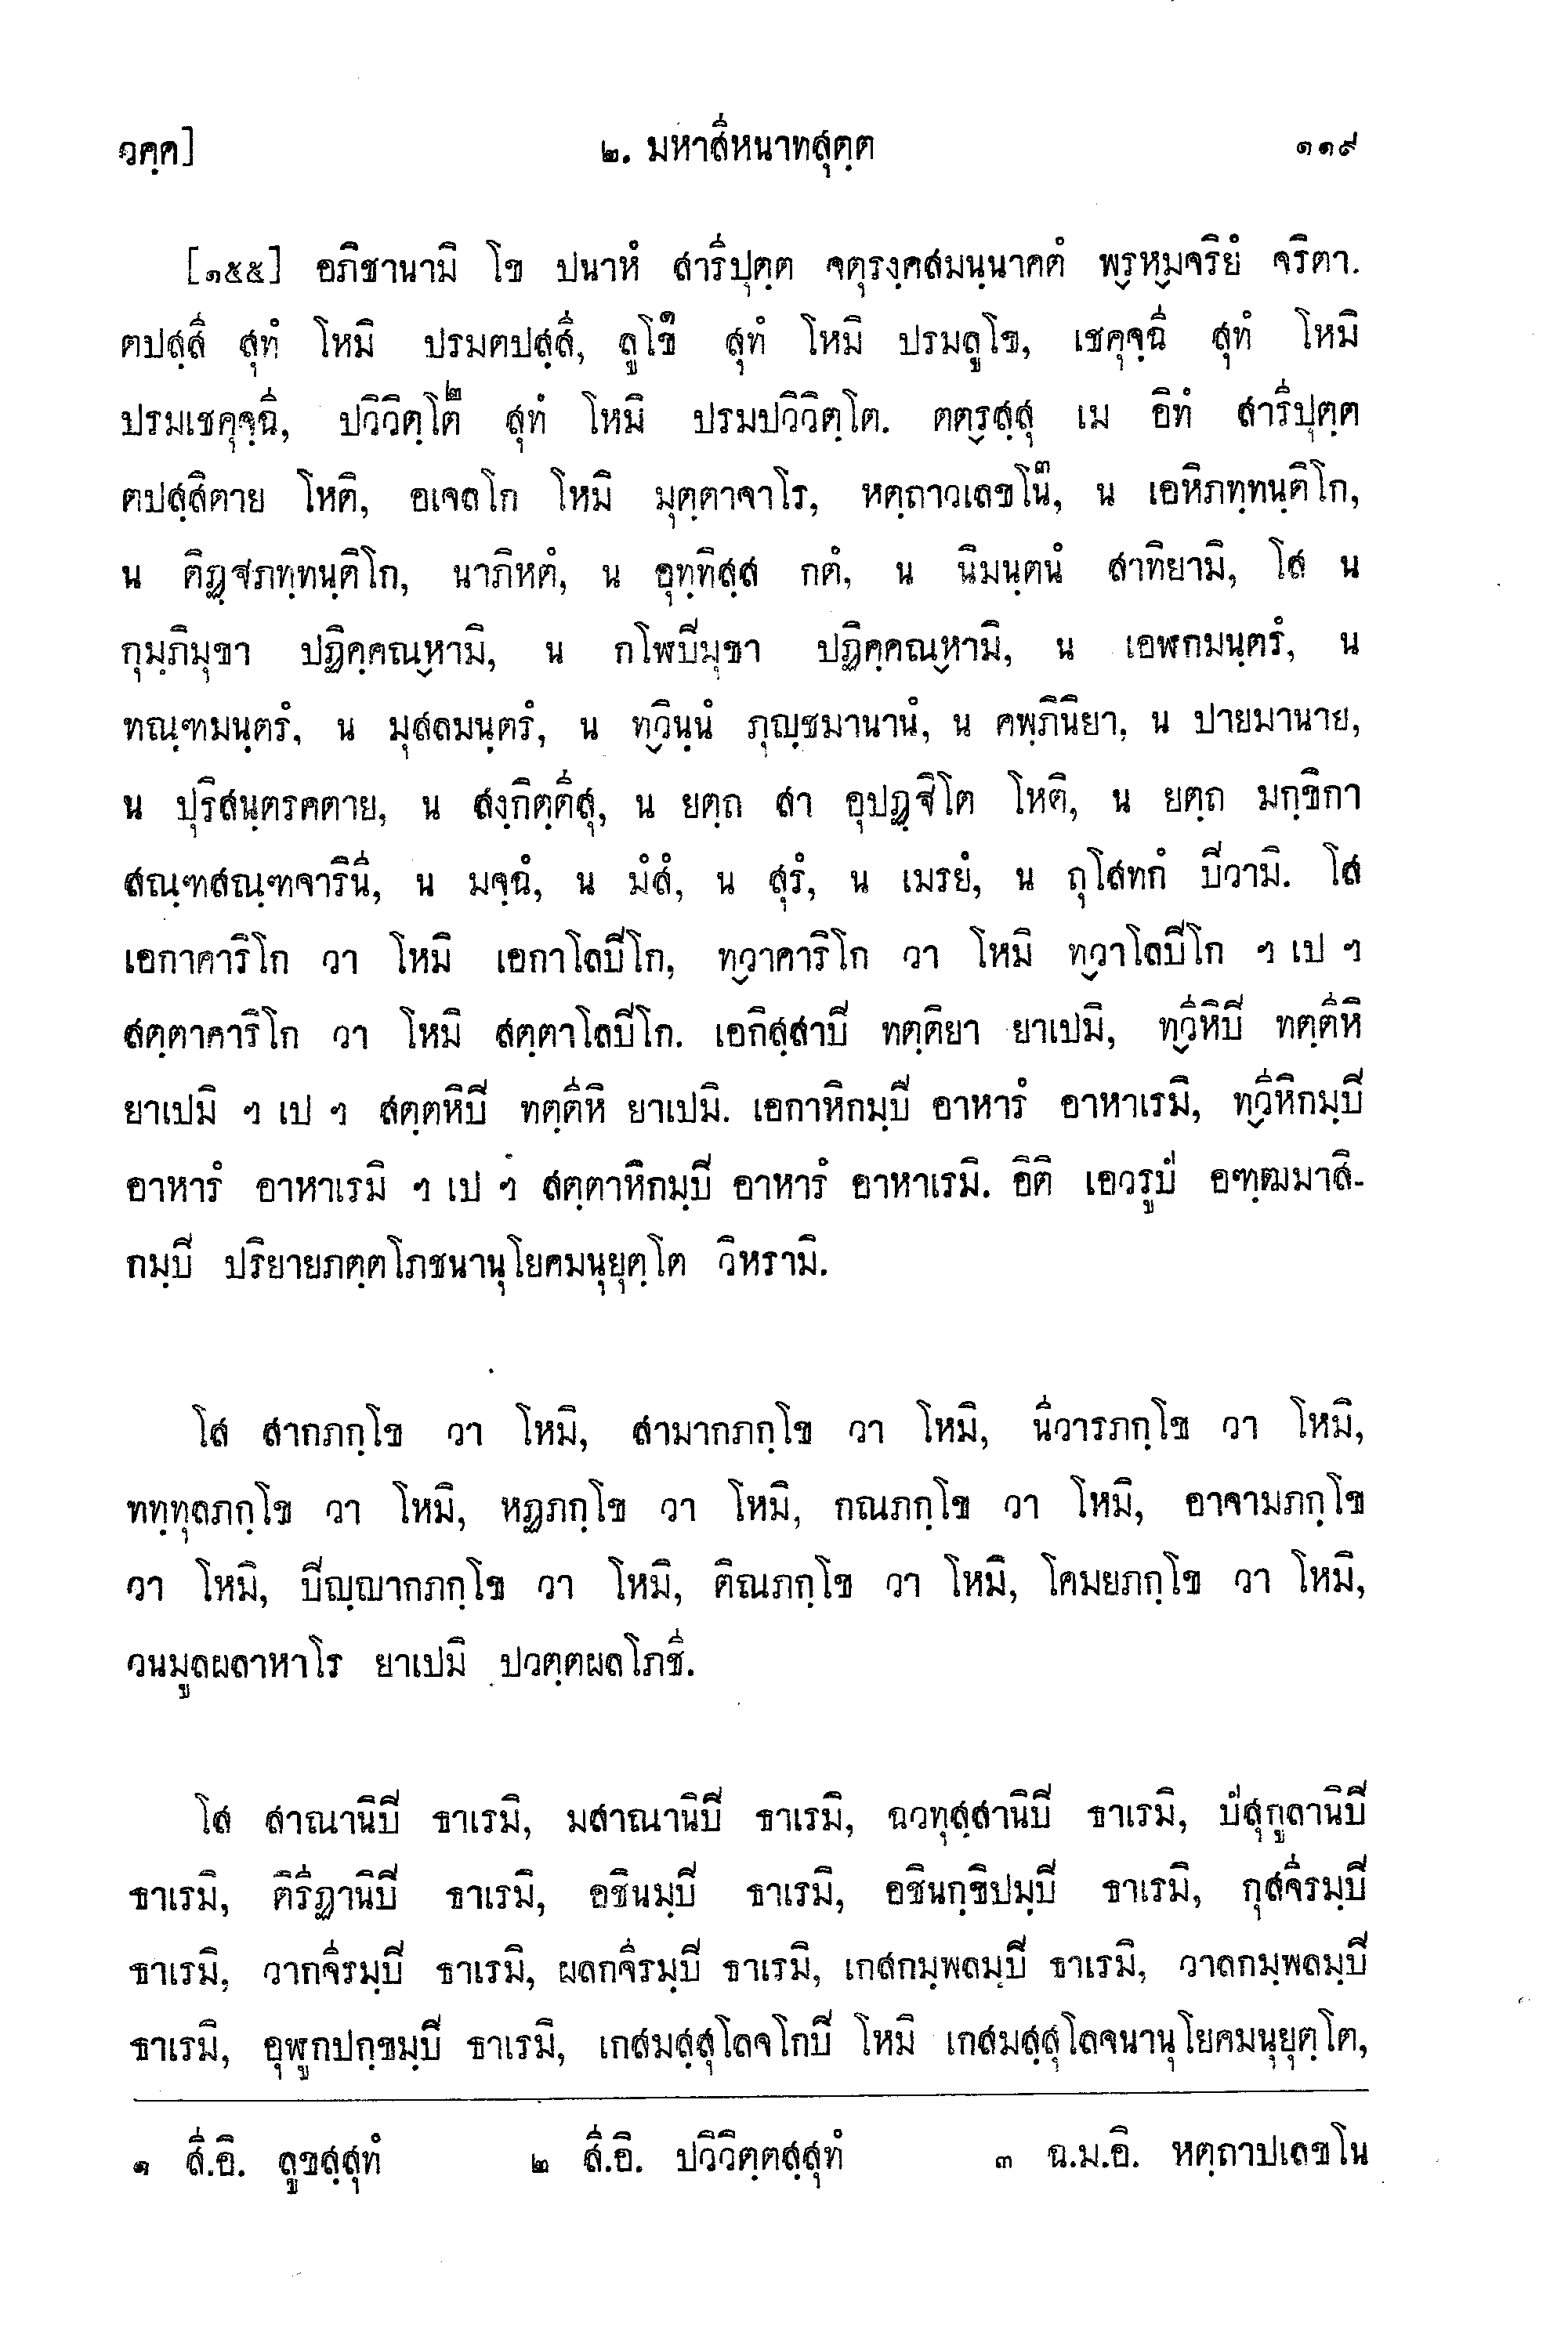 วคฺค]
๒. มหาสีหนาทสุตฺต
๑๑๙
[๑๕๕] อภิชานามิ โข ปนาหํ สารีปุตฺต จตุรงฺคสมนฺนาคตํ พฺรหฺมจริยํ จริตา.
ตปสฺสี สุทํ โหมิ ปรมตปสฺสี, ลูโข๑ สุทํ โหมิ ปรมลูโข, เชคุจฺฉี สุทํ โหมิ
ปรมเชคุจฺฉี, ปวิวิตฺโต๒ สุทํ โหมิ ปรมปวิวิตฺโต. ตตฺรสฺสุ เม อิทํ สารีปุตฺต
ตปสฺสิตาย โหติ, อเจลโก โหมิ มุตฺตาจาโร, หตฺถาวเลขโน๓, น เอหิภทฺทนฺติโก,
น ติฏฺฐภทฺทนฺติโก, นาภิหตํ, น อุทฺทิสฺส กตํ, น นิมนฺตนํ สาทิยามิ, โส น
กุมฺภิมุขา ปฏิคฺคณฺหามิ, น กโฬปิมุขา ปฏิคฺคณฺหามิ, น เอฬกมนฺตรํ, น
ทณฺฑมนฺตรํ, น มุสลมนฺตรํ, น ทฺวินฺนํ ภุญฺชมานานํ, น คพฺภินิยา, น ปายมานาย,
น ปุริสนฺตรคตาย, น สงฺกิตฺตีสุ, น ยตฺถ สา อุปฏฺฐิโต โหติ, น ยตฺถ มกฺขิกา
สณฺฑสณฺฑจารินี, น มจฺฉํ, น มํสํ, น สุรํ, น เมรยํ, น ถุโสทกํ ปิวามิ. โส
เอกาคาริโก วา โหมิ เอกาโลปิโก, ทฺวาคาริโก วา โหมิ ทฺวาโลปิโก ฯ เป ฯ
สตฺตาคาริโก วา โหมิ สตฺตาโลปิโก. เอกิสฺสาปิ ทตฺติยา ยาเปมิ, ทฺวีหิปิ ทตฺตีหิ
ยาเปมิ ฯ เป ฯ สตฺตหิปิ ทตฺตีหิ ยาเปมิ. เอกาหิกมฺปิ อาหารํ อาหาเรมิ, ทฺวีหิกมฺปิ
อาหารํ อาหาเรมิ ฯ เป ฯ สตฺตาหิกมฺปิ อาหารํ อาหาเรมิ. อิติ เอวรูปํ อฑฺฒมาสิ-
กมฺปิ ปริยายภตฺตโภชนานุโยคมนุยุตฺโต วิหรามิ.
โส สากภกฺโข วา โหมิ, สามากภกฺโข วา โหมิ, นีวารภกฺโข วา โหมิ,
ททฺทุลภกฺโข วา โหมิ, หฏภกฺโข วา โหมิ, กณภกฺโข วา โหมิ, อาจามภกฺโข
วา โหมิ, ปิญฺญากภกฺโข วา โหมิ, ติณภกฺโข วา โหมิ, โคมยภกฺโข วา โหมิ,
วนมูลผลาหาโร ยาเปมิ ปวตฺตผลโภชี.
โส สาณานิปิ ธาเรมิ, มสาณานิปิ ธาเรมิ, ฉวทุสฺสานิปิ ธาเรมิ, ปํสุกูลานิปิ
ธาเรมิ, ติรีฏานิปิ ธาเรมิ, อชินมฺปิ ธาเรมิ, อชินกฺขิปมฺปิ ธาเรมิ, กุสจีรมฺปิ
ธาเรมิ, วากจีรมฺปิ ธาเรมิ, ผลกจีรมฺปิ ธาเรมิ, เกสกมฺพลมฺปิ ธาเรมิ, วาลกมฺพลมฺปิ
ธาเรมิ, อุฬูกปกฺขมฺปิ ธาเรมิ, เกสมสฺสุโลจโกปิ โหมิ เกสมสฺสุโลจนานุโยคมนุยุตฺโต,
๑ สี.อิ. ลูขสฺสุทํ ๒ สี.อิ. ปวิวิตฺตสฺสุทํ ๓ ฉ.ม.อิ. หตฺถาปเลขโน